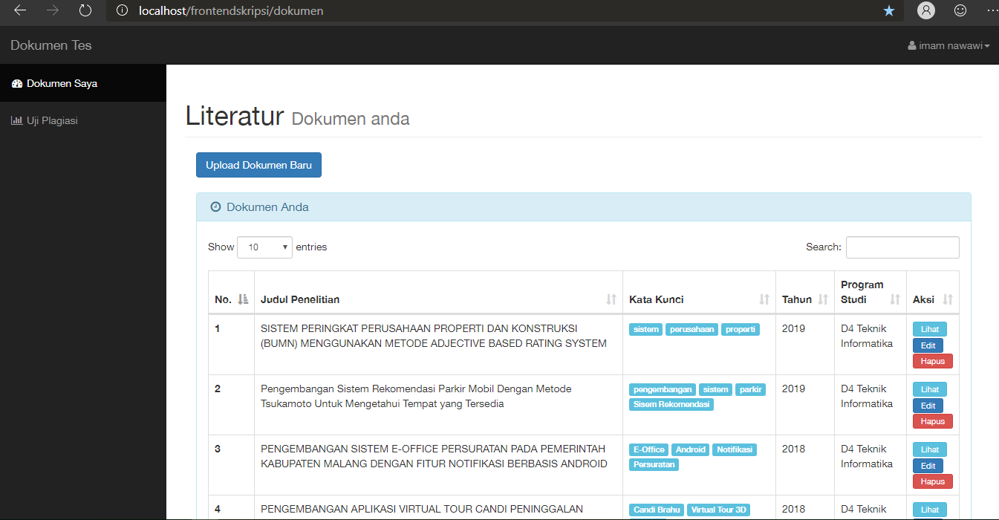 localhost/frontendskripsi/dokumen
Dokumen Tes
imam nawawi
Dokumen Saya
Uji Plagiasi
Literatur Dokumen anda
Upload Dokumen Baru
Dokumen Anda
Show 10 entries
Search:
No. Judul Penelitian Kata Kunci Tahun Program Studi Aksi
1
SISTEM PERINGKAT PERUSAHAAN PROPERTI DAN KONSTRUKSI
(BUMN) MENGGUNAKAN METODE ADJECTIVE BASED RATING SYSTEM
sistem perusahaan properti
2019
D4 Teknik
Informatika
Lihat
Edit
Hapus
2
Pengembangan Sistem Rekomendasi Parkir Mobil Dengan Metode
Tsukamoto Untuk Mengetahui Tempat yang Tersedia
pengembangan sistem parkir
Sisem Rekomendasi
2019
D4 Teknik
Informatika
Lihat
Edit
Hapus
3
PENGEMBANGAN SISTEM E-OFFICE PERSURATAN PADA PEMERINTAH
KABUPATEN MALANG DENGAN FITUR NOTIFIKASI BERBASIS ANDROID
E-Office Android Notifikasi
Persuratan
2018
D4 Teknik
Informatika
Lihat
Edit
Hapus
4
PENGEMBANGAN APLIKASI VIRTUAL TOUR CANDI PENINGGALAN
Candi Brahu Virtual Tour 3D
2018
D4 Teknik
Lihat